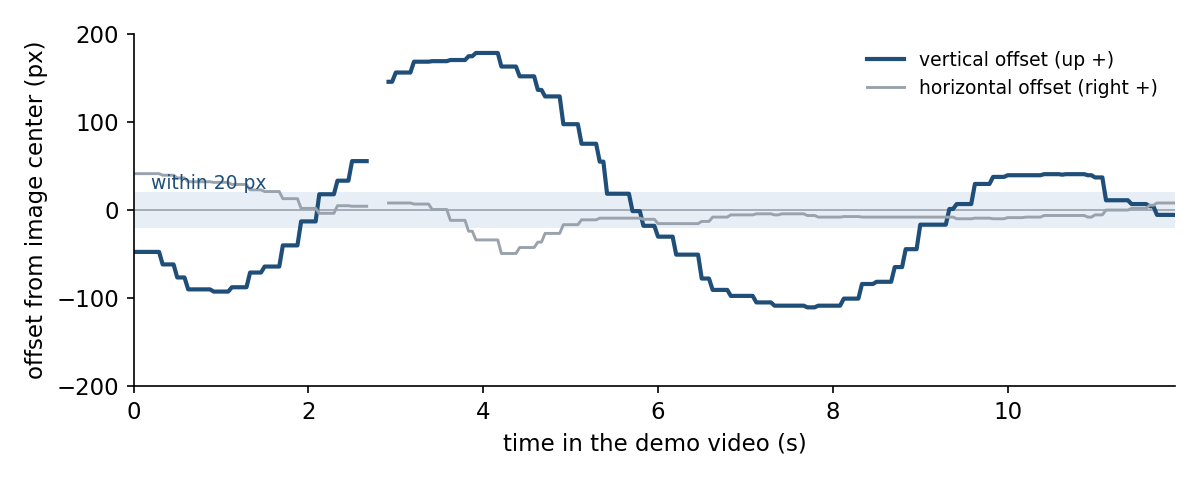 200
100
0
−100
−200
offset from image center (px)
vertical offset (up +)
horizontal offset (right +)
within 20 px
0 2 4 6 8 10
time in the demo video (s)